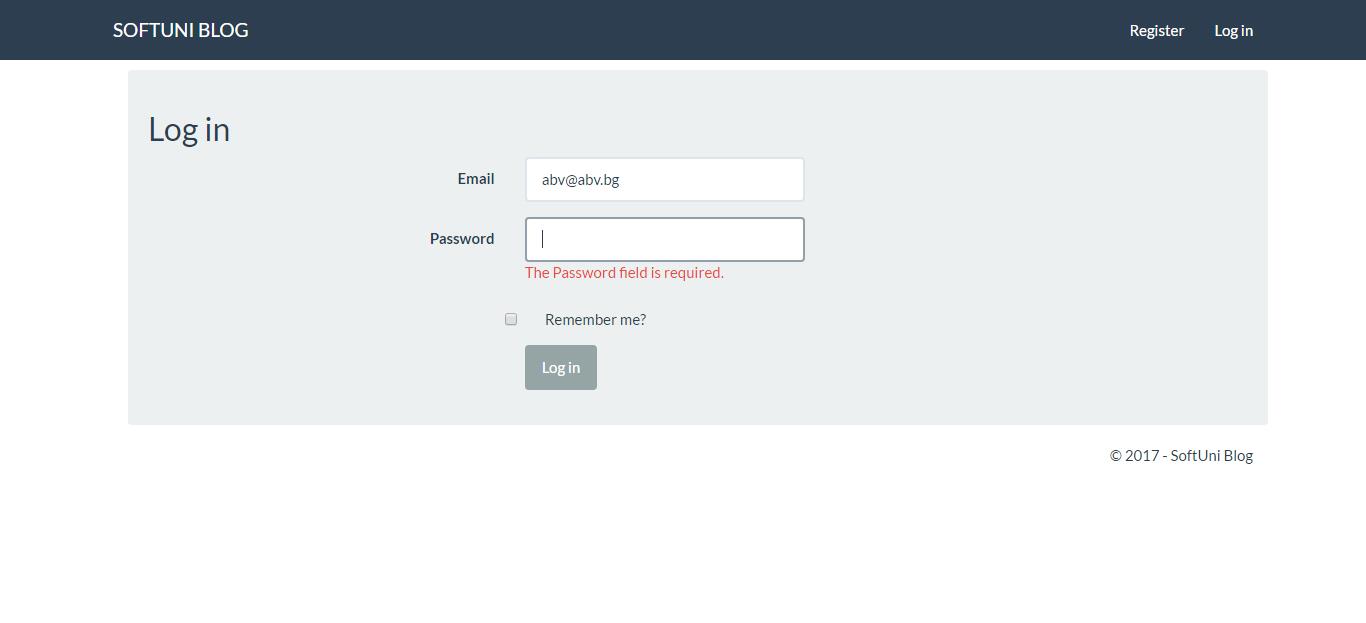 SOFTUNI BLOG
Register
Log in
Log in
Email
abv@abv.bg
Password
The Password field is required.
Remember me?
Log in
© 2017 - SoftUni Blog